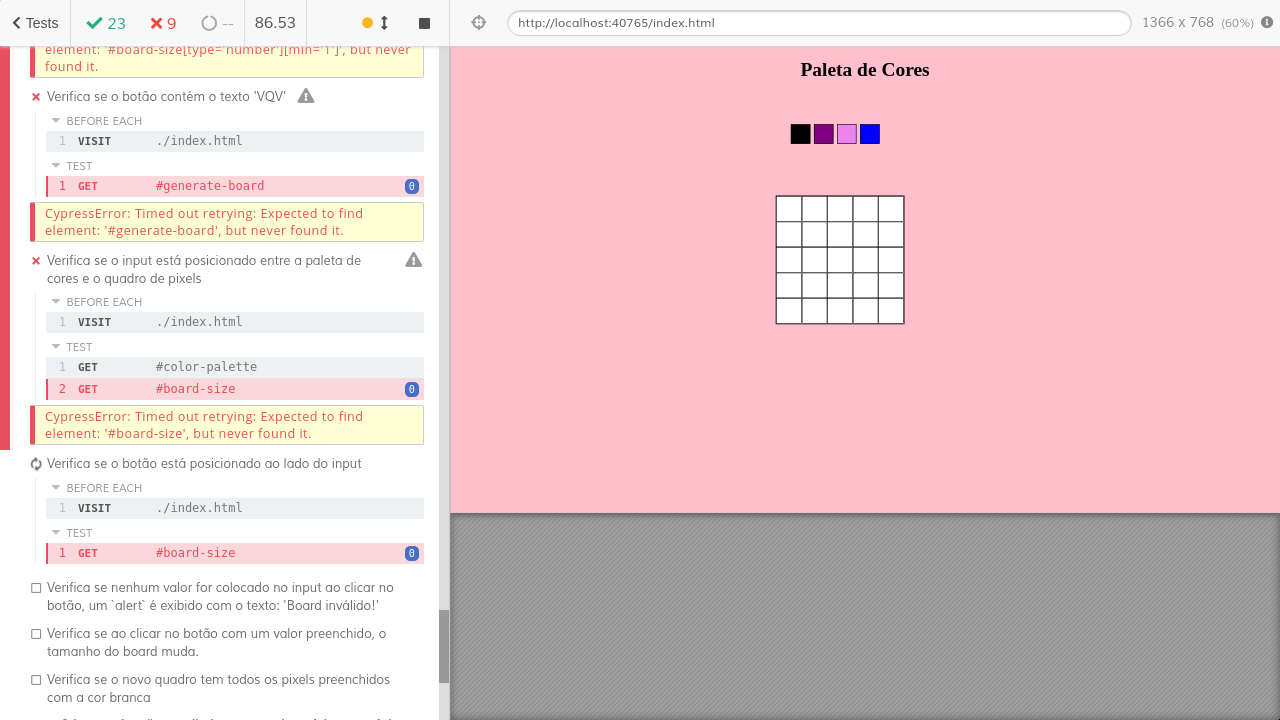 Tests
23
9
--
86.53
http://localhost:40765/index.html
1366 x 768 (60%)
element: '#board-size[type='number'][min='1']', but never
found it.
Verifica se o botão contém o texto 'VQV'
BEFORE EACH
1 VISIT ./index.html
TEST
1 GET #generate-board 0
CypressError: Timed out retrying: Expected to find
element: '#generate-board', but never found it.
Verifica se o input está posicionado entre a paleta de
cores e o quadro de pixels
BEFORE EACH
1 VISIT ./index.html
TEST
1 GET #color-palette
2 GET #board-size 0
CypressError: Timed out retrying: Expected to find
element: '#board-size', but never found it.
Verifica se o botão está posicionado ao lado do input
BEFORE EACH
1 VISIT ./index.html
TEST
1 GET #board-size 0
Verifica se nenhum valor for colocado no input ao clicar no
botão, um `alert` é exibido com o texto: 'Board inválido!'
Verifica se ao clicar no botão com um valor preenchido, o
tamanho do board muda.
Verifica se o novo quadro tem todos os pixels preenchidos
com a cor branca
Paleta de Cores